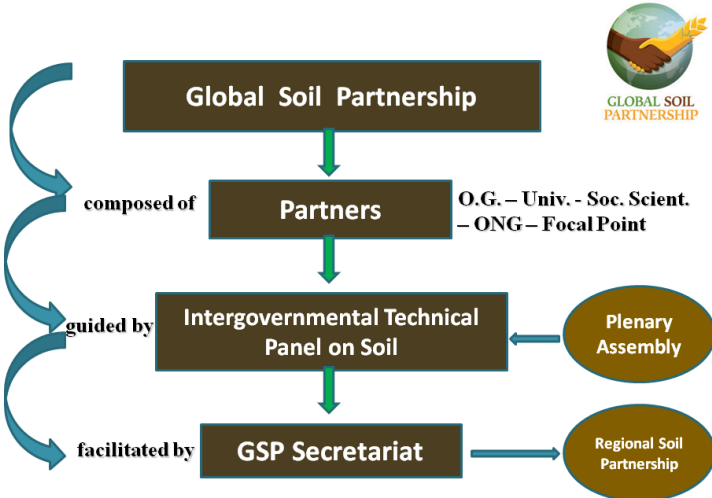 Global Soil Partnership
GLOBAL SOIL
PARTNERSHIP
composed of
Partners
O.G. – Univ. - Soc. Scient.
– ONG – Focal Point
guided by
Intergovernmental Technical
Panel on Soil
Plenary
Assembly
facilitated by
GSP Secretariat
Regional Soil
Partnership